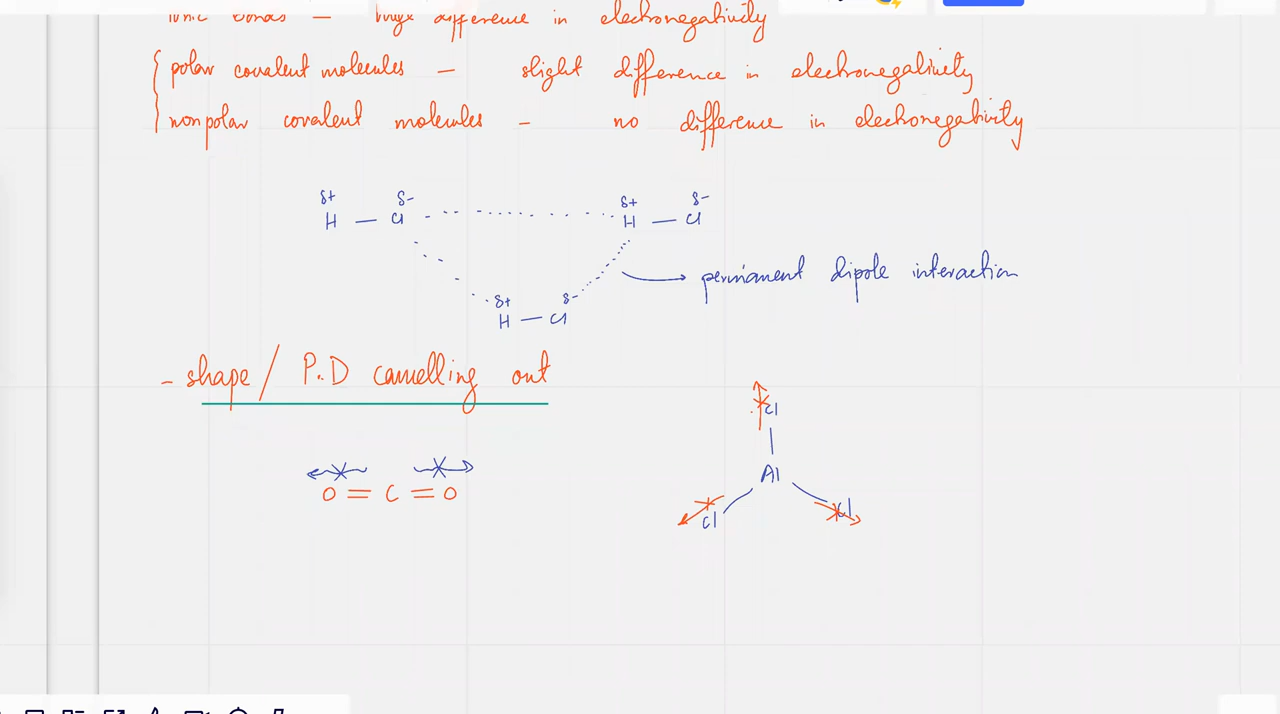 ionic bonds — huge difference in electronegativity
polar covalent molecules — slight difference in electronegativity
nonpolar covalent molecules — no difference in electronegativity
δ+ δ- δ+ δ-
H — Cl H — Cl
permanent dipole interaction
δ+ δ-
H — Cl
- shape / P.D cancelling out
Cl
Al
O = C = O
Cl Cl